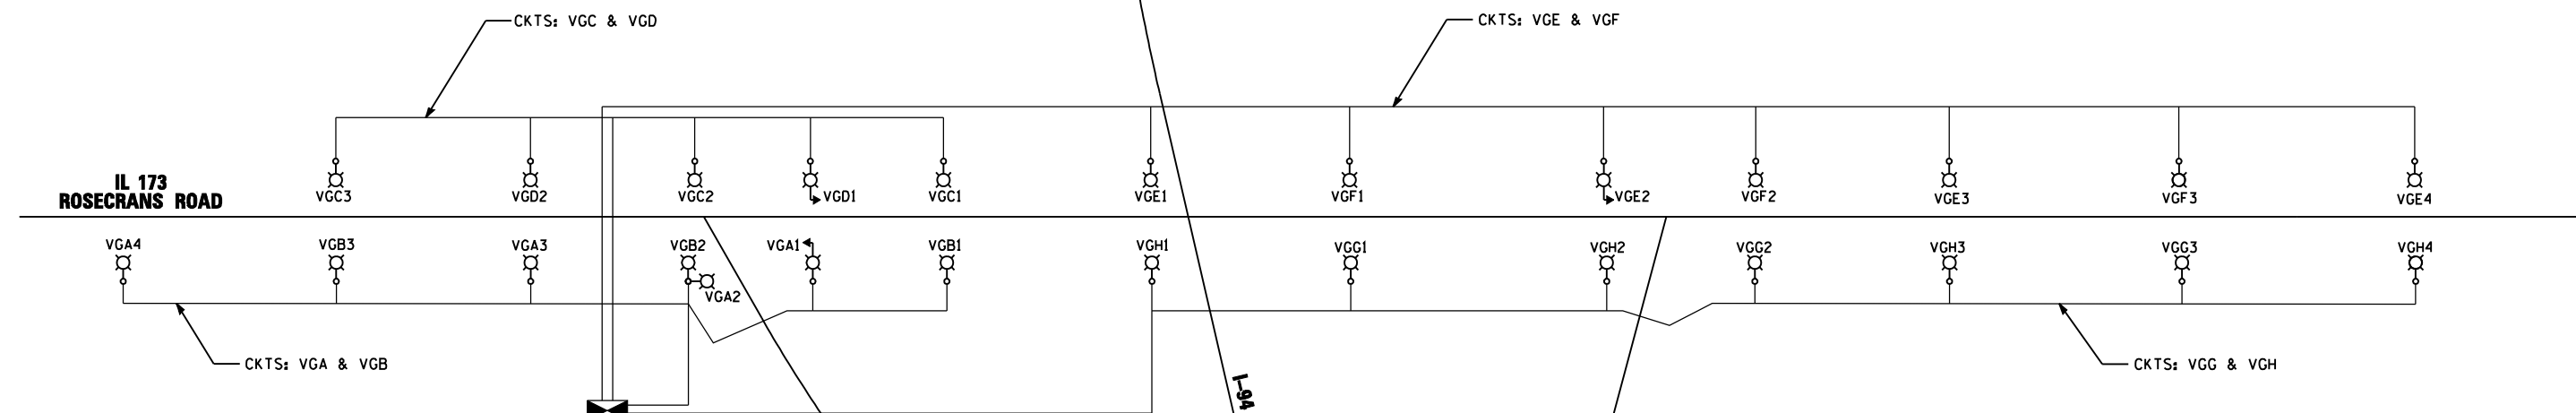 CKTS: VGC & VGD
CKTS: VGE & VGF
IL 173
ROSECRANS ROAD
VGC3
VGD2
VGC2
VGD1
VGC1
VGE1
VGF1
VGE2
VGF2
VGE3
VGF3
VGE4
VGA4
VGB3
VGA3
VGB2
VGA2
VGA1
VGB1
VGH1
VGG1
VGH2
VGG2
VGH3
VGG3
VGH4
CKTS: VGA & VGB
I-94
CKTS: VGG & VGH